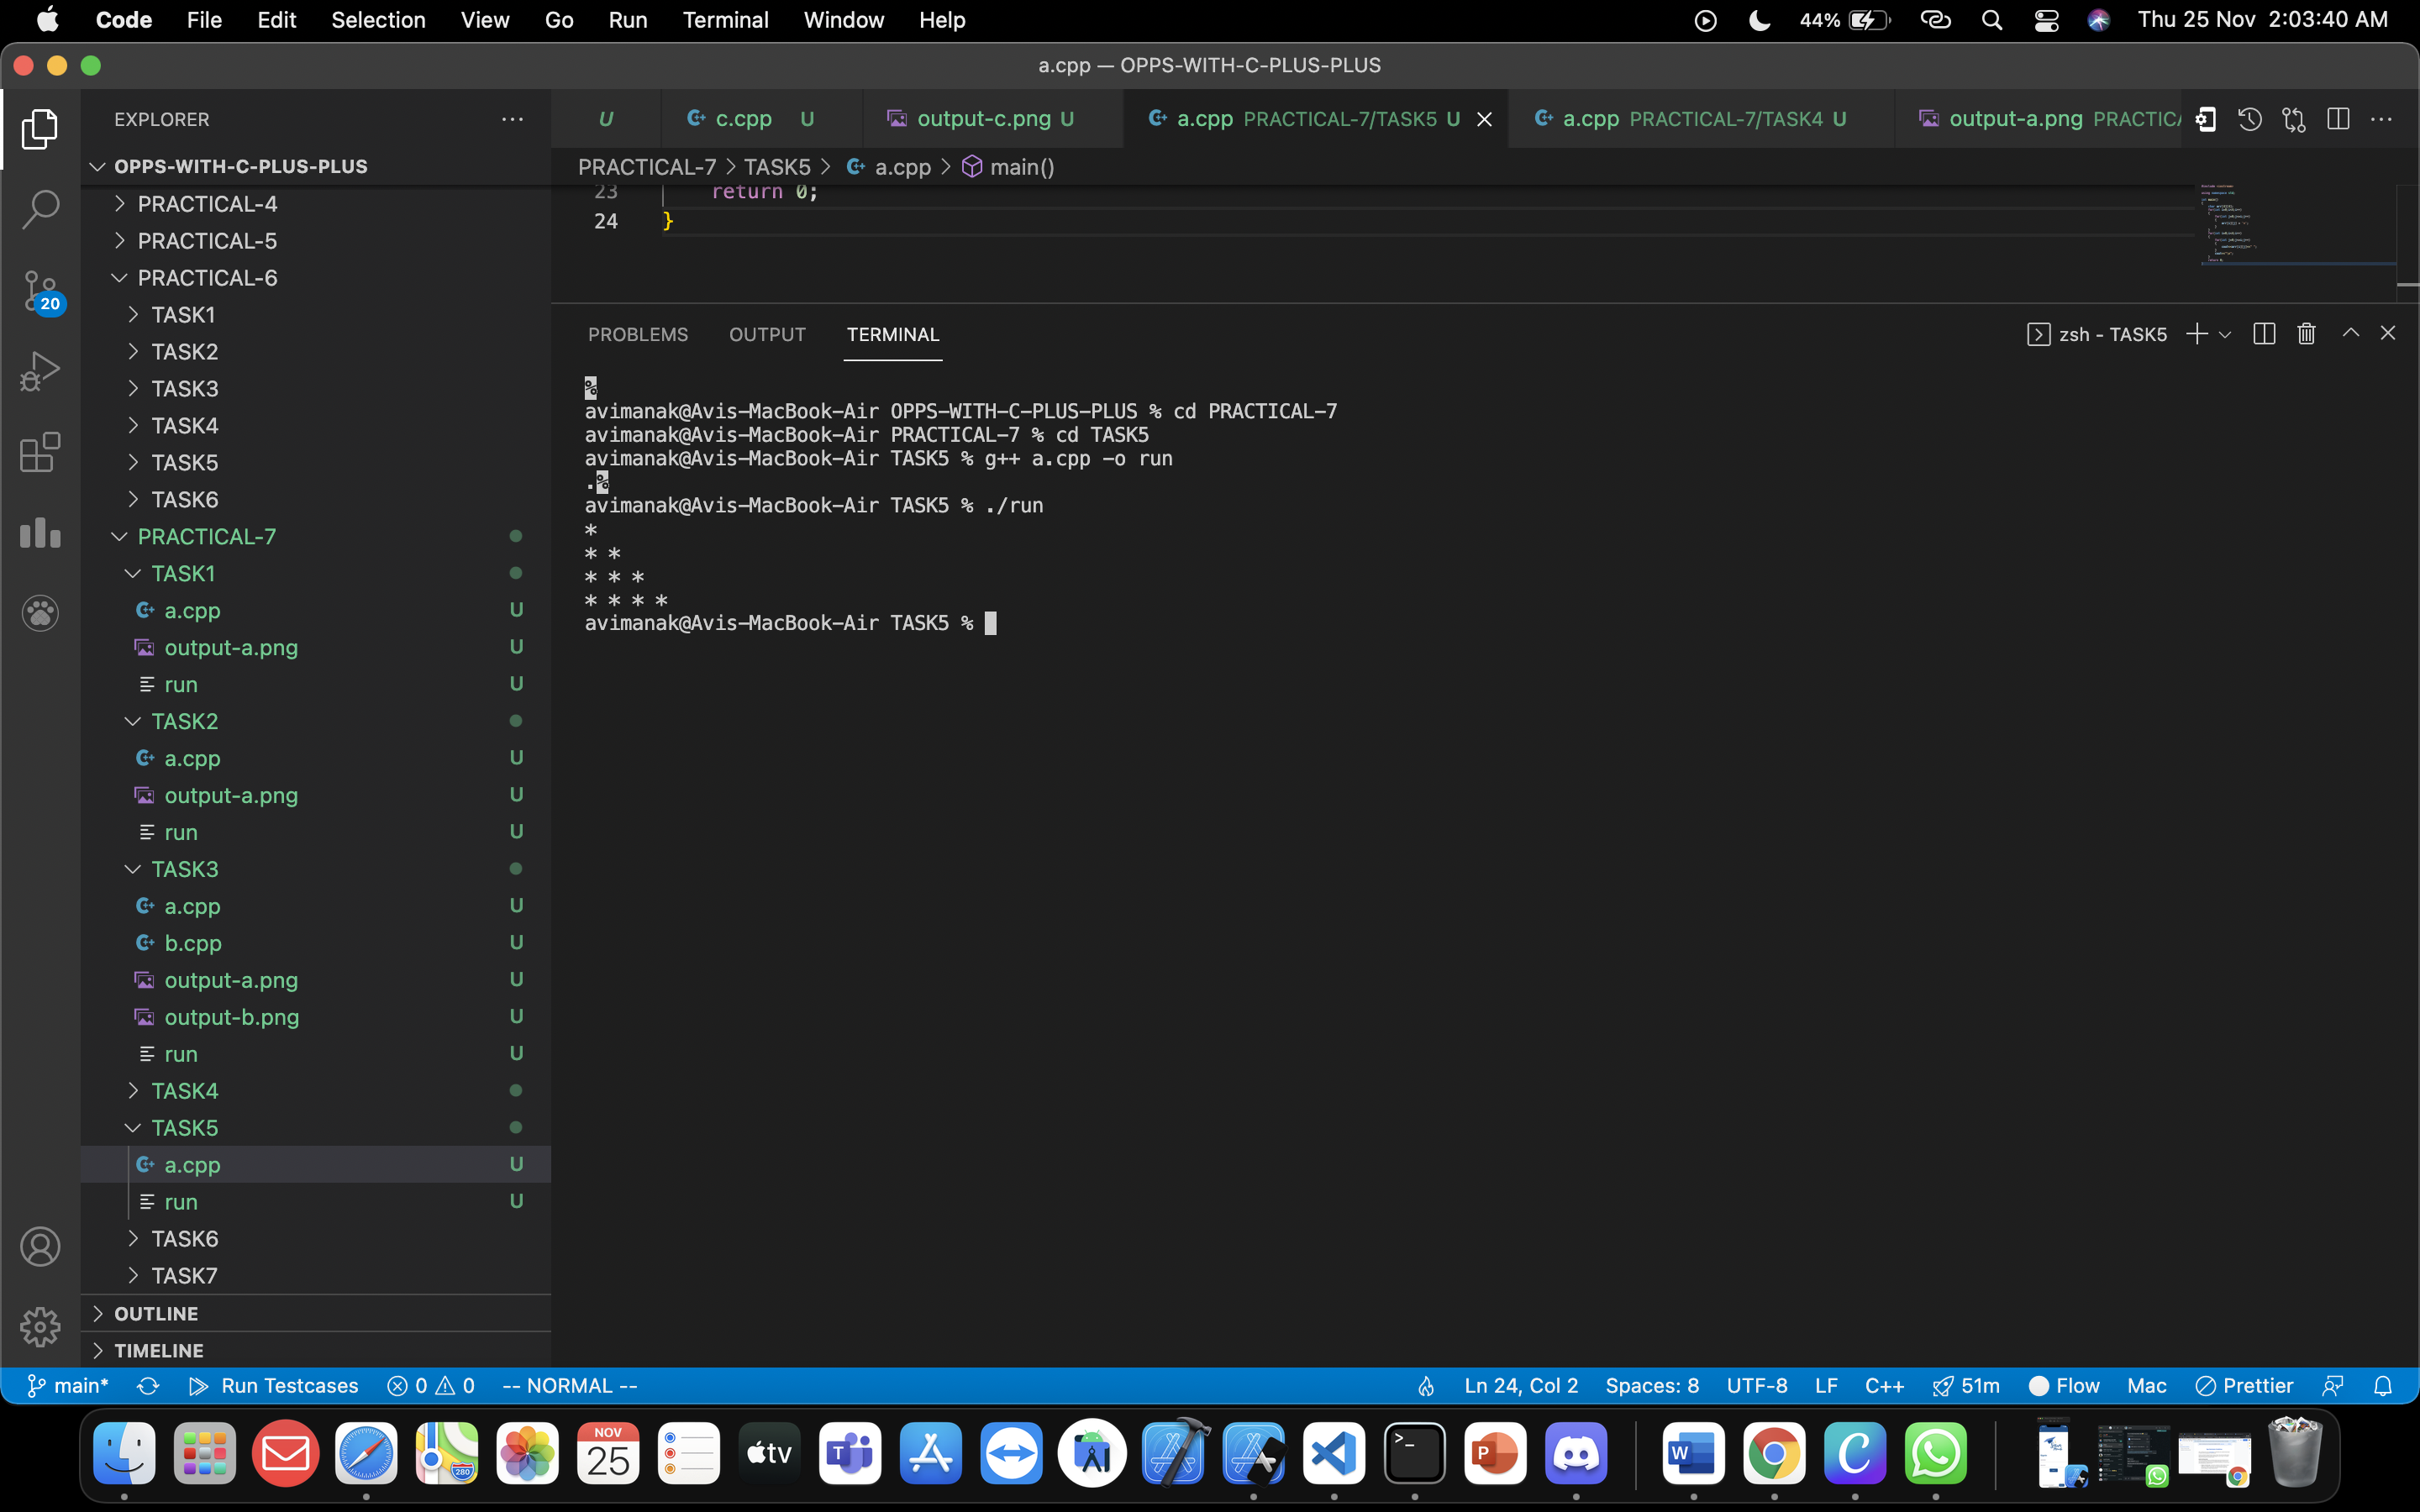 Code File Edit Selection View Go Run Terminal Window Help 44% Thu 25 Nov 2:03:40 AM
a.cpp — OPPS-WITH-C-PLUS-PLUS
EXPLORER
U c.cpp U output-c.png U a.cpp PRACTICAL-7/TASK5 U a.cpp PRACTICAL-7/TASK4 U output-a.png PRACTICA
OPPS-WITH-C-PLUS-PLUS
PRACTICAL-7 > TASK5 > a.cpp > main()
23 return 0;
24 }
PRACTICAL-4
PRACTICAL-5
PRACTICAL-6
TASK1
TASK2
TASK3
TASK4
TASK5
TASK6
PRACTICAL-7
TASK1
a.cpp U
output-a.png U
run U
TASK2
a.cpp U
output-a.png U
run U
TASK3
a.cpp U
b.cpp U
output-a.png U
output-b.png U
run U
TASK4
TASK5
a.cpp U
run U
TASK6
TASK7
OUTLINE
TIMELINE
20
PROBLEMS OUTPUT TERMINAL zsh - TASK5
%
avimanak@Avis-MacBook-Air OPPS-WITH-C-PLUS-PLUS % cd PRACTICAL-7
avimanak@Avis-MacBook-Air PRACTICAL-7 % cd TASK5
avimanak@Avis-MacBook-Air TASK5 % g++ a.cpp -o run
.%
avimanak@Avis-MacBook-Air TASK5 % ./run
*
* *
* * *
* * * *
avimanak@Avis-MacBook-Air TASK5 %
main* Run Testcases 0 0 -- NORMAL -- Ln 24, Col 2 Spaces: 8 UTF-8 LF C++ 51m Flow Mac Prettier
280
NOV
25
tv
T
>_
P
W
C